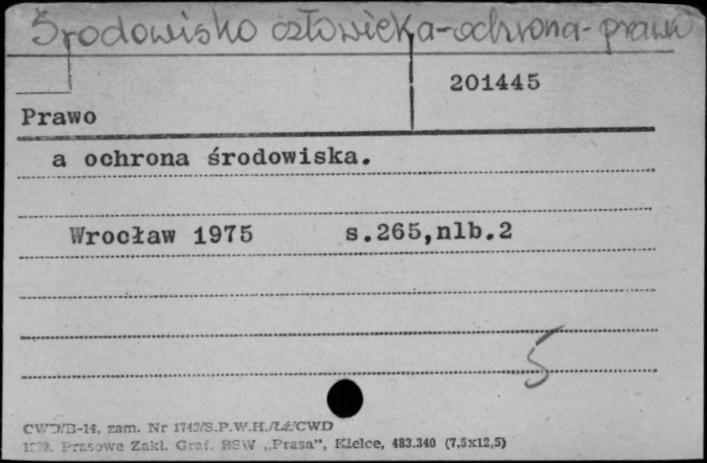 Środowisko człowieka-ochrona-prawo
201445
Prawo
a ochrona środowiska.
Wrocław 1975 s.265,nlb.2
5
CWD/B-14, zam. Nr 1743/S.P.W.H./Łż/CWD
Prasowe Zakł. Graf. RSW „Prasa", Kielce, 483.340 (7,5x12,5)